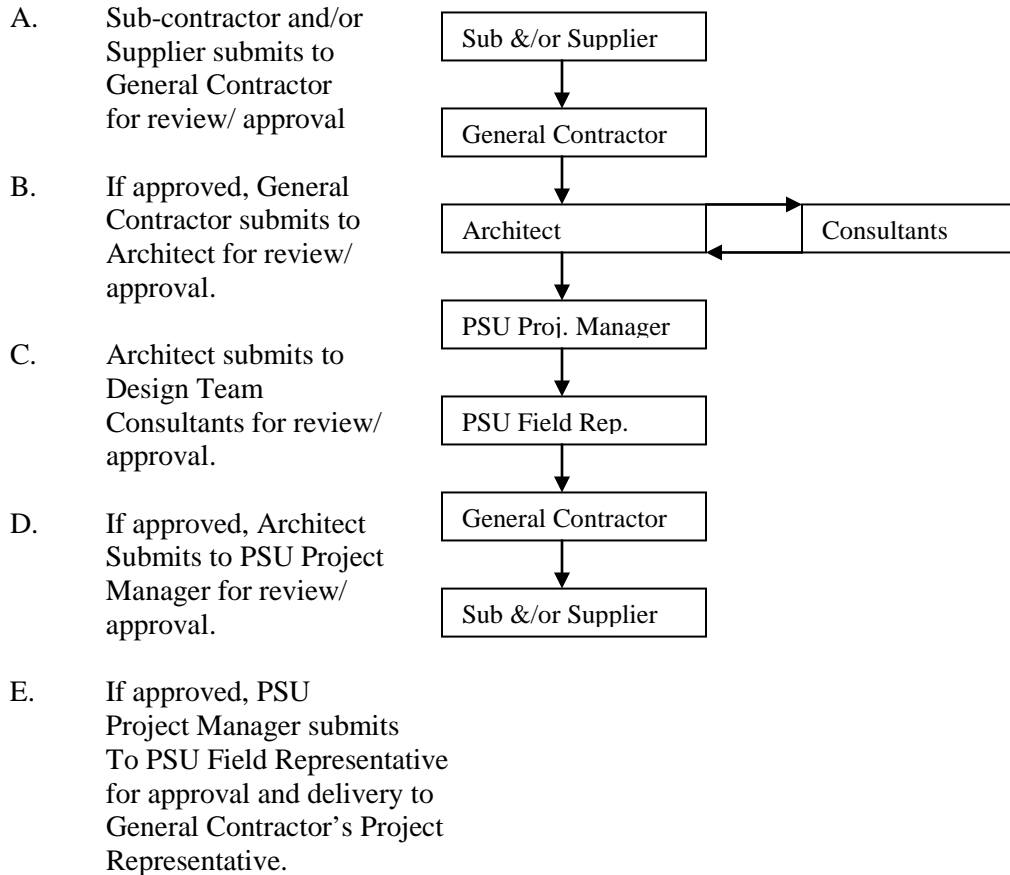 A. Sub-contractor and/or
Supplier submits to
General Contractor
for review/ approval
B. If approved, General
Contractor submits to
Architect for review/
approval.
C. Architect submits to
Design Team
Consultants for review/
approval.
D. If approved, Architect
Submits to PSU Project
Manager for review/
approval.
E. If approved, PSU
Project Manager submits
To PSU Field Representative
for approval and delivery to
General Contractor’s Project
Representative.
Sub &/or Supplier
General Contractor
Architect
Consultants
PSU Proj. Manager
PSU Field Rep.
General Contractor
Sub &/or Supplier